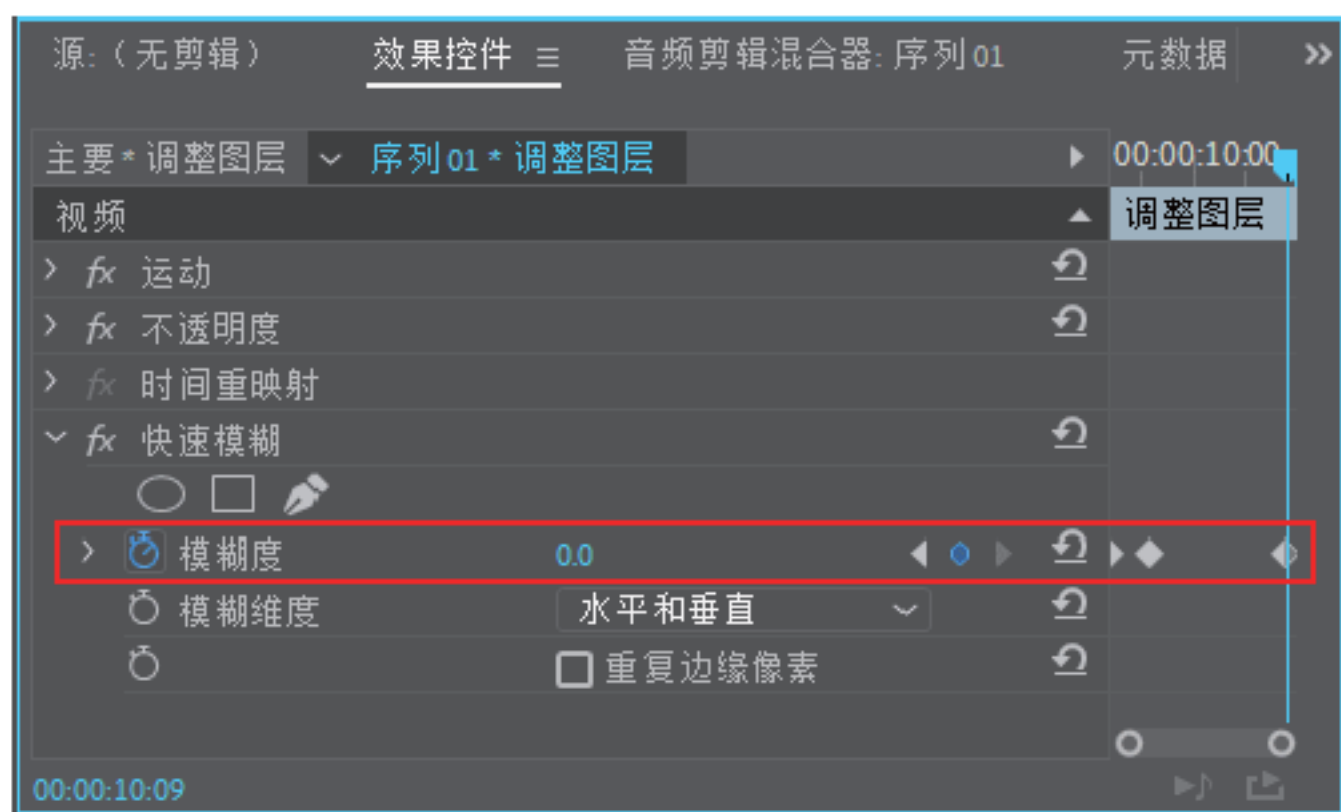 源:（无剪辑） 效果控件 音频剪辑混合器: 序列 01 元数据
主要 * 调整图层 序列 01 * 调整图层 00:00:10:00
视频 调整图层
fx 运动
fx 不透明度
fx 时间重映射
fx 快速模糊
模糊度 0.0
模糊维度 水平和垂直
重复边缘像素
00:00:10:09